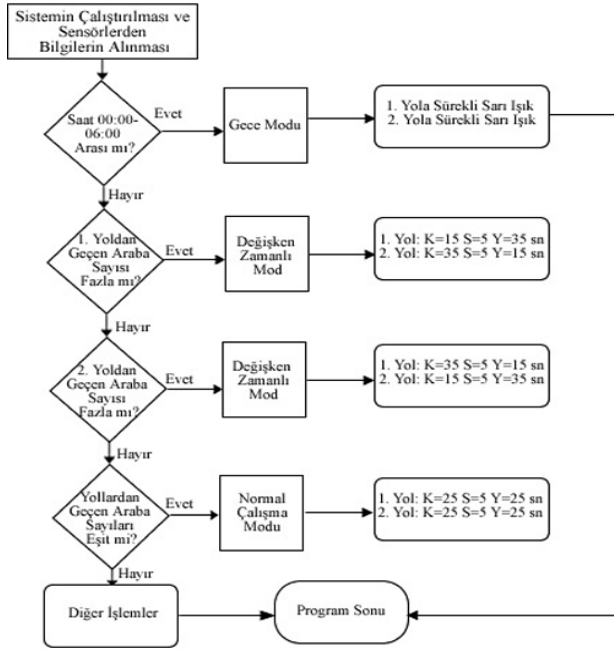 Sistemin Çalıştırılması ve
Sensörlerden
Bilgilerin Alınması
Saat 00:00-
06:00
Arası mı?
Evet
Gece Modu
1. Yola Sürekli Sarı Işık
2. Yola Sürekli Sarı Işık
Hayır
1. Yoldan
Geçen Araba
Sayısı
Fazla mı?
Evet
Değişken
Zamanlı
Mod
1. Yol: K=15 S=5 Y=35 sn
2. Yol: K=35 S=5 Y=15 sn
Hayır
2. Yoldan
Geçen Araba
Sayısı
Fazla mı?
Evet
Değişken
Zamanlı
Mod
1. Yol: K=35 S=5 Y=15 sn
2. Yol: K=15 S=5 Y=35 sn
Hayır
Yollardan
Geçen Araba
Sayıları
Eşit mi?
Evet
Normal
Çalışma
Modu
1. Yol: K=25 S=5 Y=25 sn
2. Yol: K=25 S=5 Y=25 sn
Hayır
Diğer İşlemler
Program Sonu